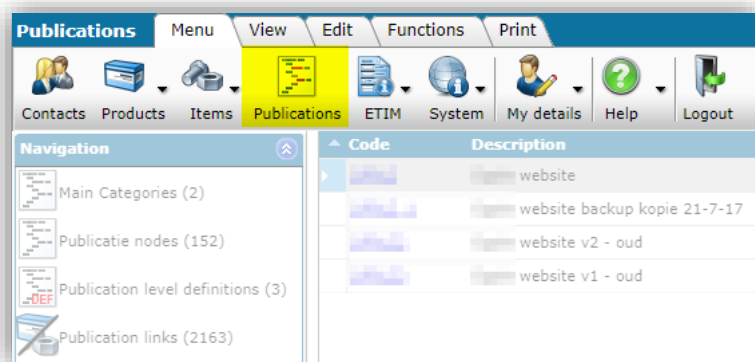 Publications Menu View Edit Functions Print
Contacts Products Items Publications ETIM System My details Help Logout
Navigation Code Description
Main Categories (2) website
Publicatie nodes (152) website backup kopie 21-7-17
website v2 - oud
Publication level definitions (3) website v1 - oud
DEF
Publication links (2163)